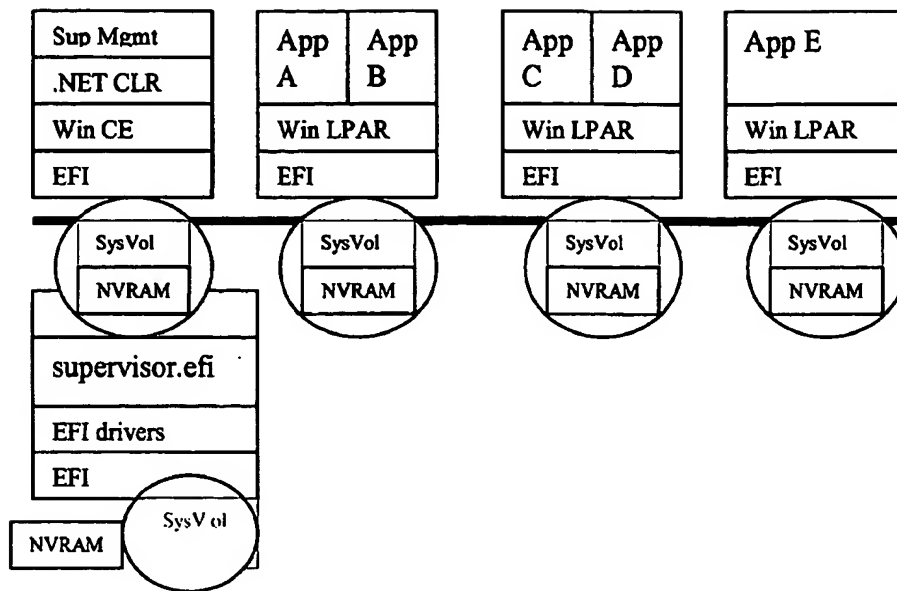 Sup Mgmt
.NET CLR
Win CE
EFI
App A
App B
Win LPAR
EFI
App C
App D
Win LPAR
EFI
App E
Win LPAR
EFI
SysVol
NVRAM
SysVol
NVRAM
SysVol
NVRAM
SysVol
NVRAM
supervisor.efi
EFI drivers
EFI
SysVol
NVRAM